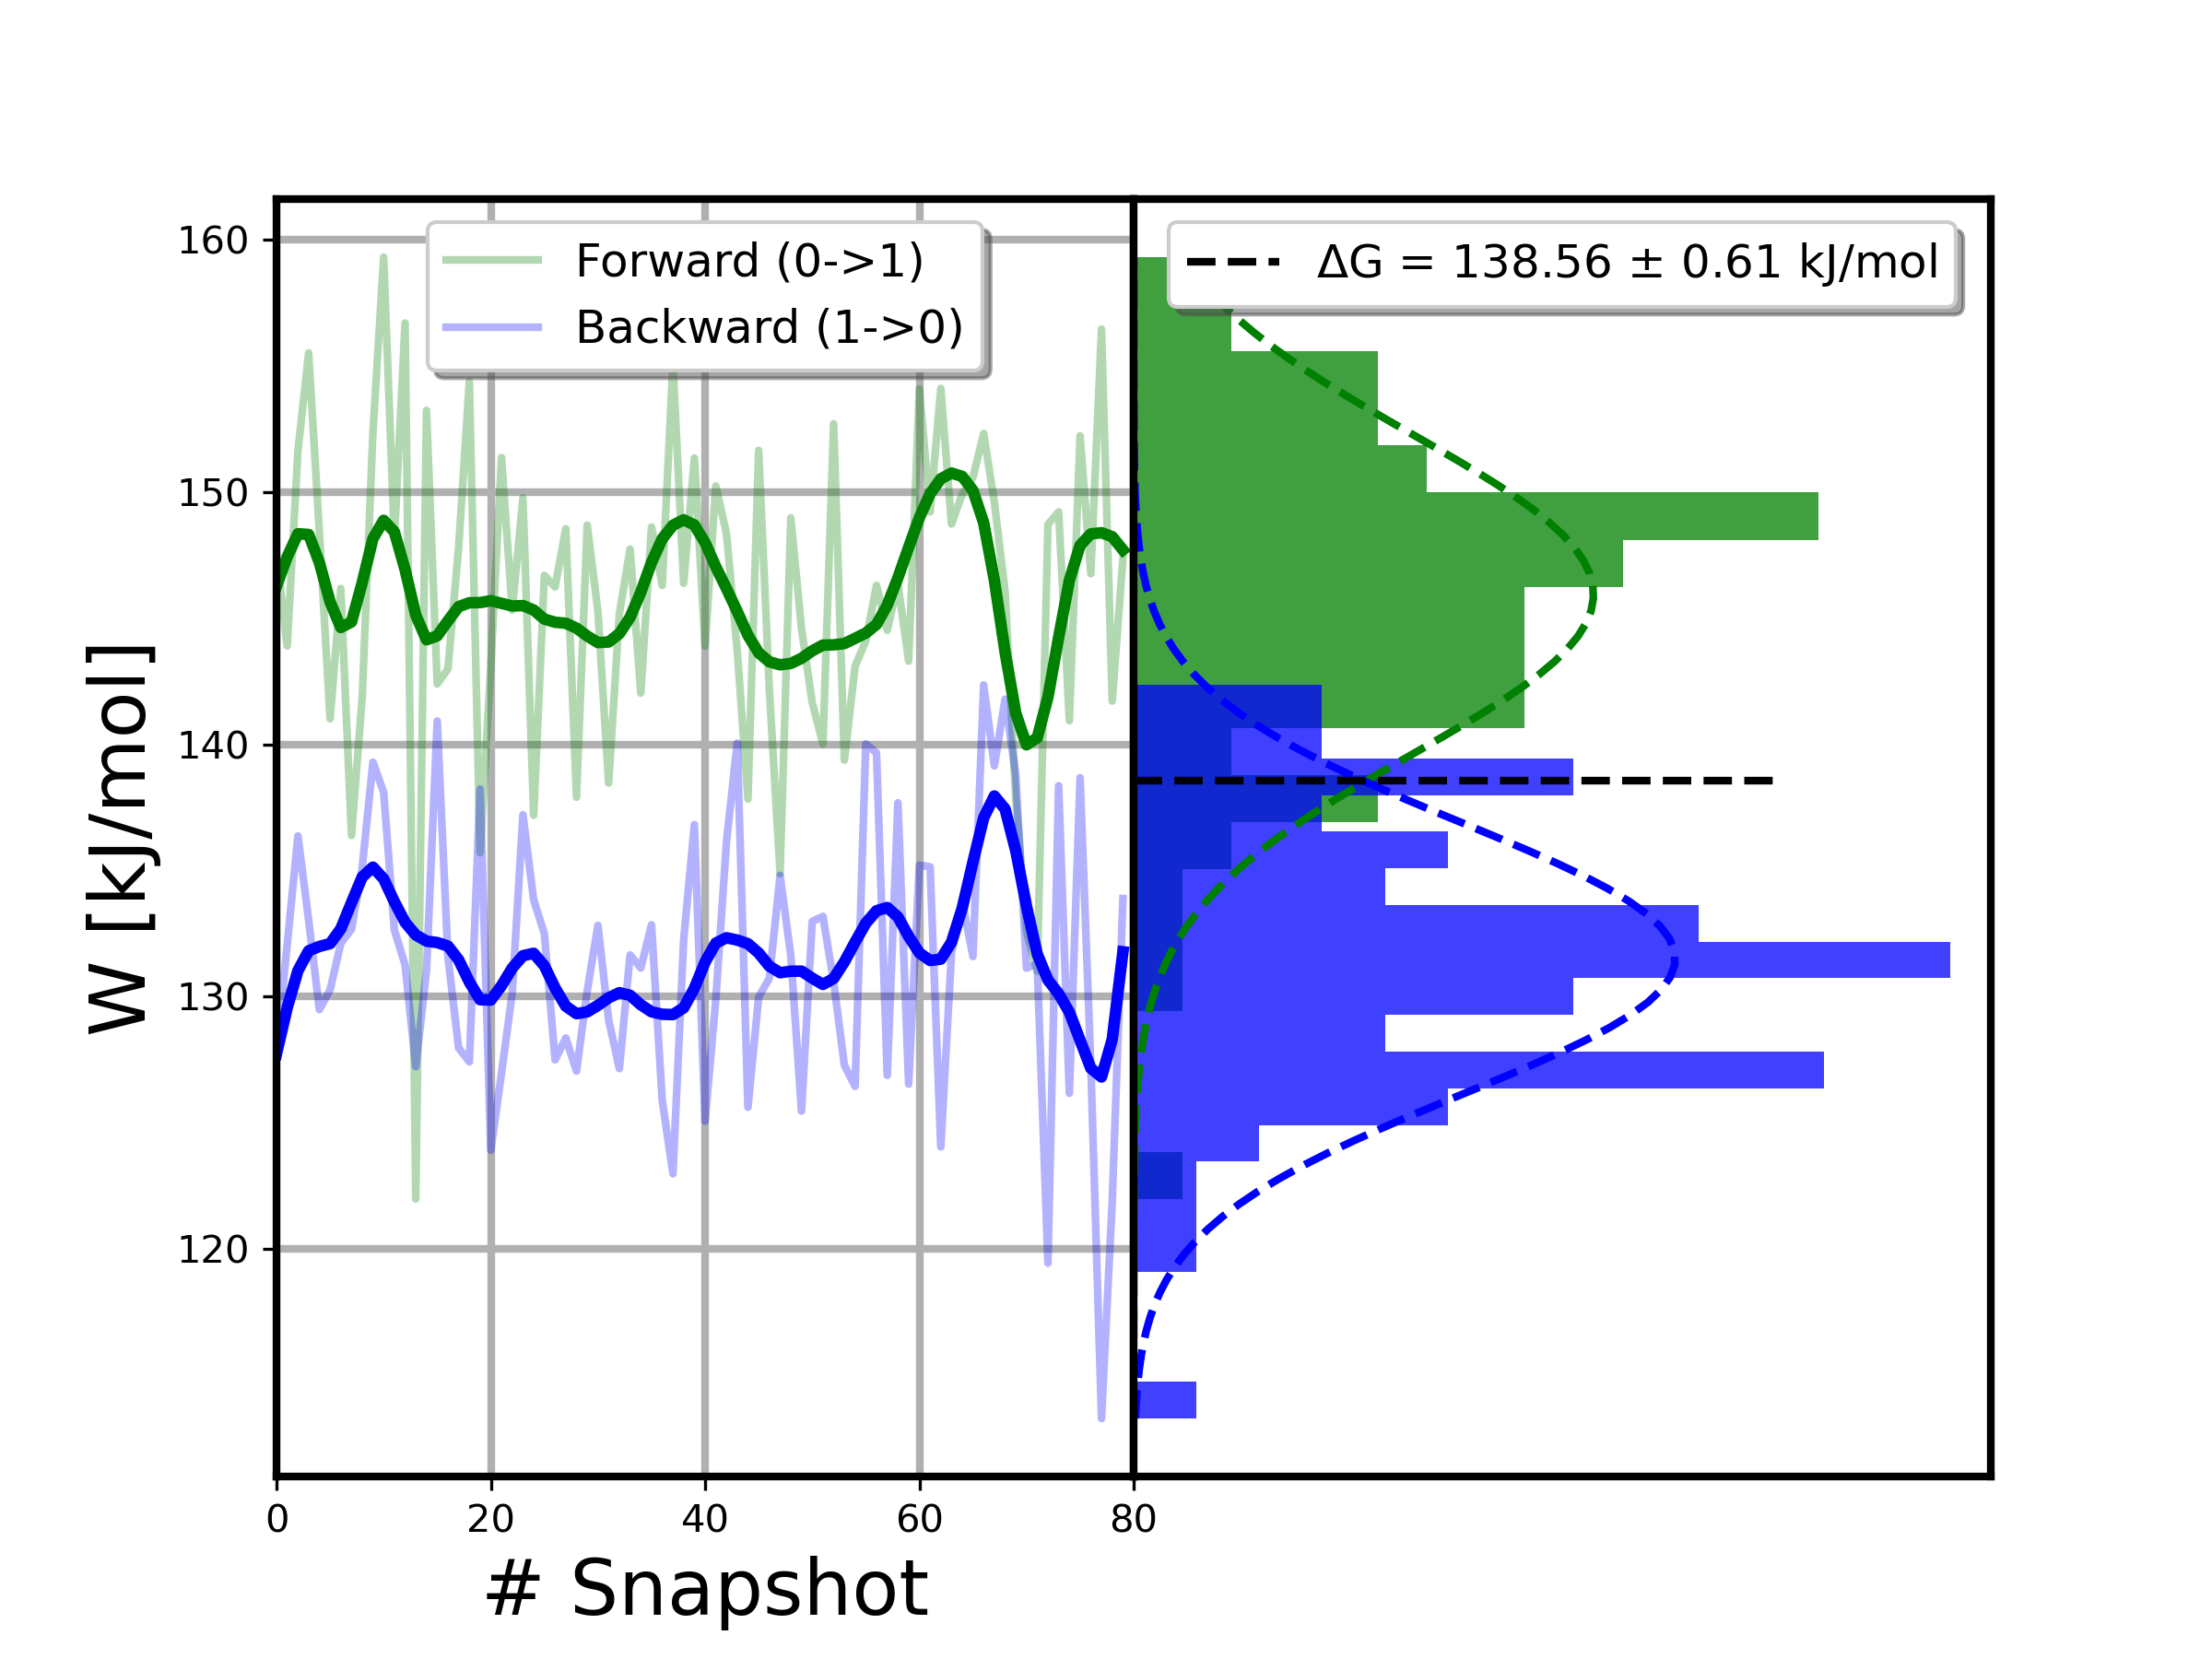 Forward (0->1)
Backward (1->0)
ΔG = 138.56 ± 0.61 kJ/mol
W [kJ/mol]
160
150
140
130
120
0 20 40 60 80
# Snapshot